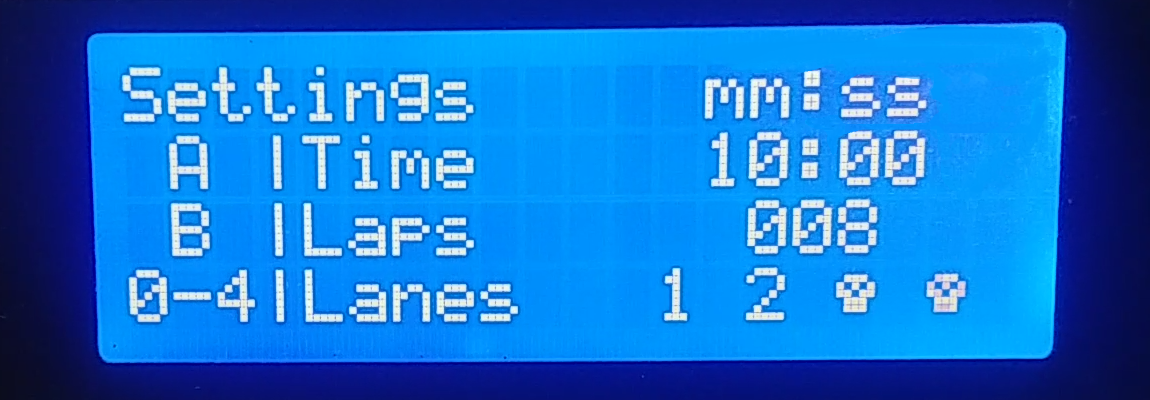 Settings mm:ss
A |Time 10:00
B |Laps 008
0-4|Lanes 1 2 💀 💀